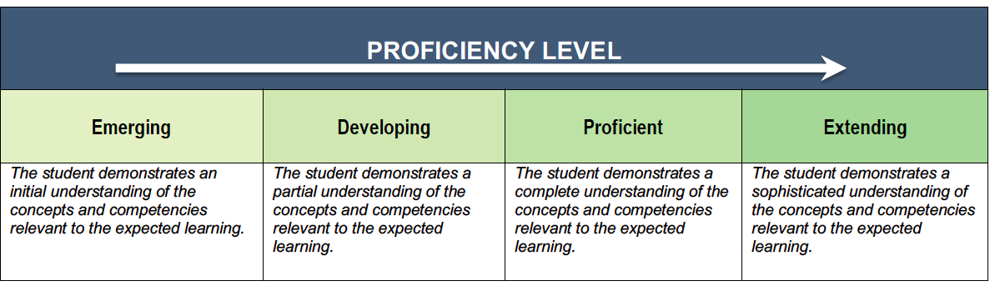 PROFICIENCY LEVEL
Emerging
Developing
Proficient
Extending
The student demonstrates an
initial understanding of the
concepts and competencies
relevant to the expected learning.
The student demonstrates a
partial understanding of the
concepts and competencies
relevant to the expected
learning.
The student demonstrates a
complete understanding of the
concepts and competencies
relevant to the expected
learning.
The student demonstrates a
sophisticated understanding of
the concepts and competencies
relevant to the expected
learning.